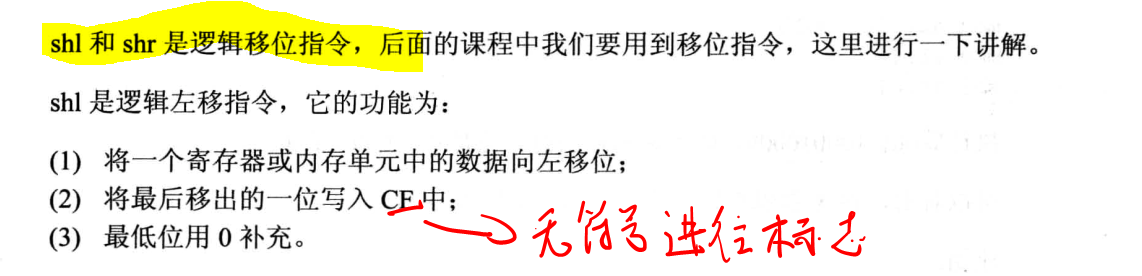 shl 和 shr 是逻辑移位指令，后面的课程中我们要用到移位指令，这里进行一下讲解。
shl 是逻辑左移指令，它的功能为：
(1) 将一个寄存器或内存单元中的数据向左移位；
(2) 将最后移出的一位写入 CF 中；
无符号进位标志
(3) 最低位用 0 补充。